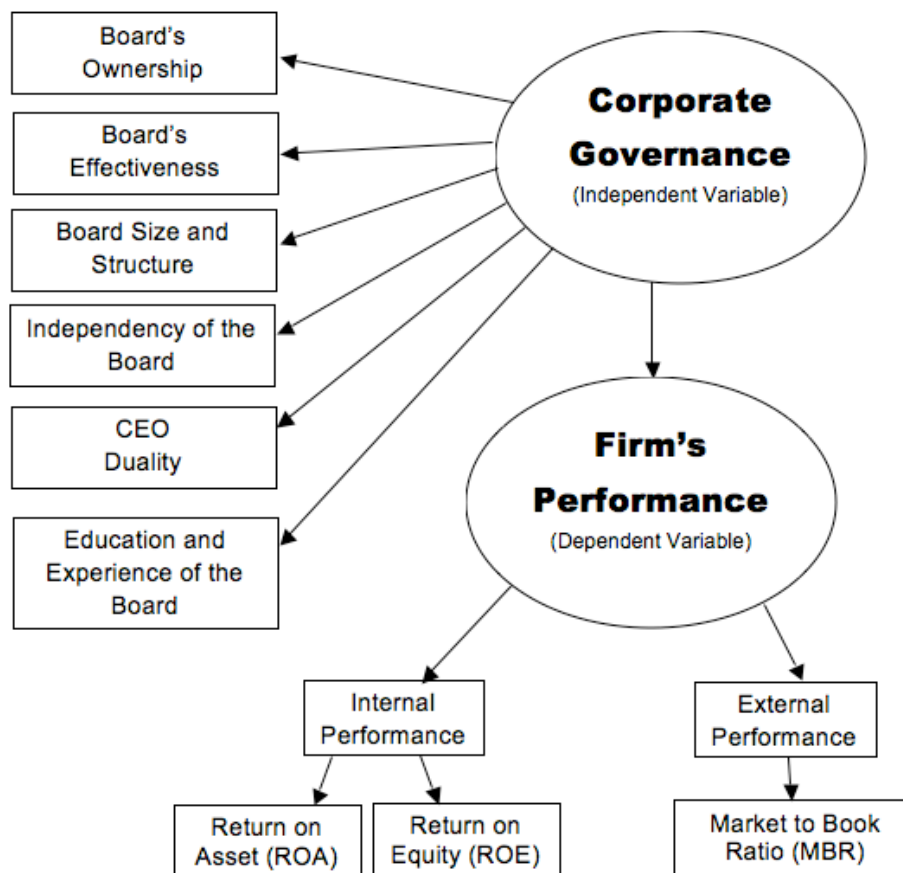 Board's
Ownership
Corporate
Governance
(Independent Variable)
Board's
Effectiveness
Board Size and
Structure
Independency of the
Board
CEO
Duality
Education and
Experience of the
Board
Firm's
Performance
(Dependent Variable)
Internal
Performance
External
Performance
Return on
Asset (ROA)
Return on
Equity (ROE)
Market to Book
Ratio (MBR)